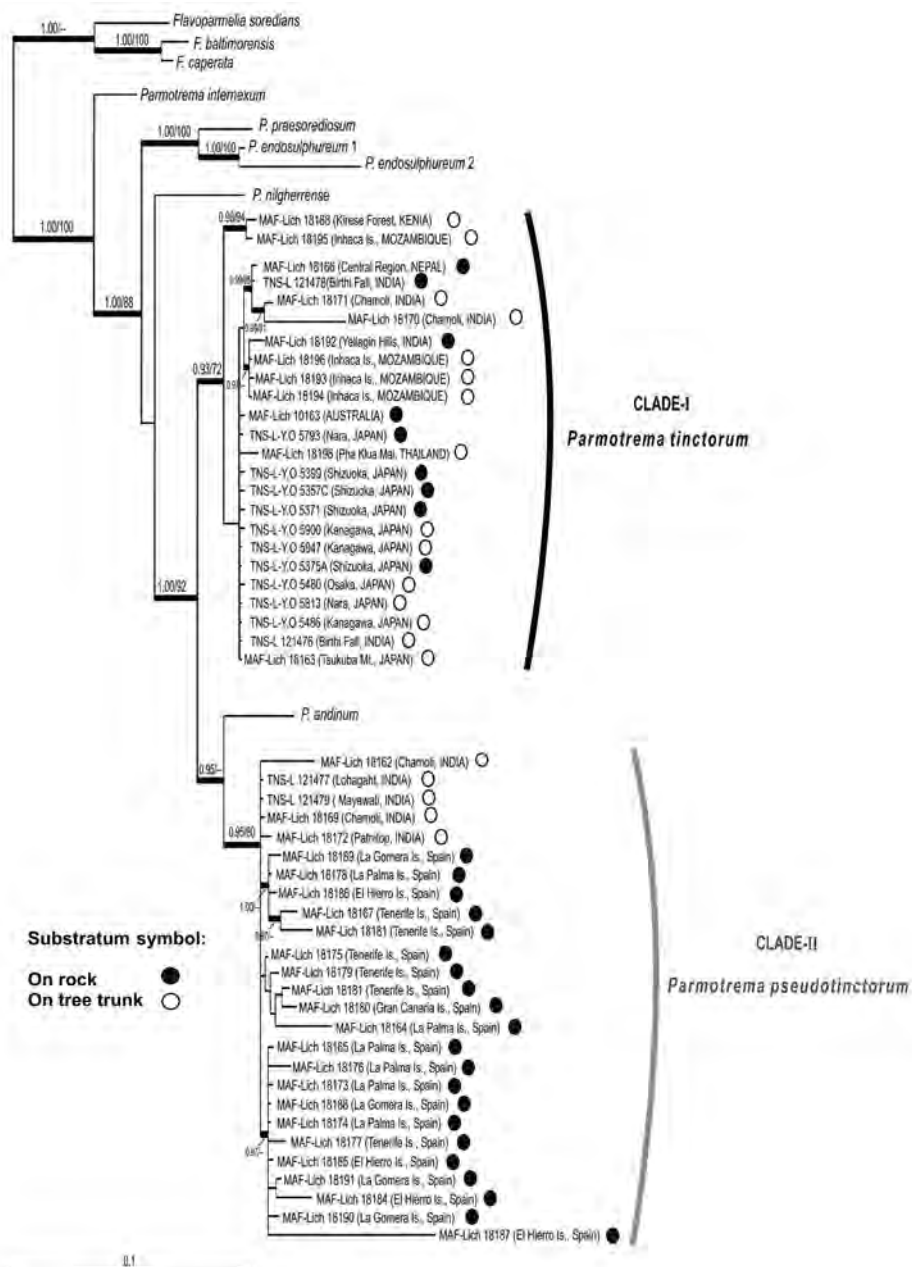 Flavoparmelia soredians
1.00/--
F. baltimorensis
1.00/100
F. caperata
Parmotrema internexum
P. praesorediosum
1.00/100
P. endosulphureum 1
1.00/100
P. endosulphureum 2
P. nilgherrense
1.00/100
MAF-Lich 18168 (Kirese Forest, KENIA)
MAF-Lich 18195 (Inhaca Is., MOZAMBIQUE)
MAF-Lich 18166 (Central Region, NEPAL)
TNS-L 121478(Birthi Fall, INDIA)
MAF-Lich 18171 (Chamoli, INDIA)
1.00/88
MAF-Lich 18170 (Chamoli, INDIA)
MAF-Lich 18192 (Yellagin Hills, INDIA)
MAF-Lich 18196 (Inhaca Is., MOZAMBIQUE)
0.93/72
MAF-Lich 18193 (Inhaca Is., MOZAMBIQUE)
MAF-Lich 18194 (Inhaca Is., MOZAMBIQUE)
CLADE-I
MAF-Lich 10163 (AUSTRALIA)
TNS-L-Y.O 5793 (Nara, JAPAN)
Parmotrema tinctorum
MAF-Lich 18198 (Pha Klua Mai, THAILAND)
TNS-L-Y.O 5399 (Shizuoka, JAPAN)
TNS-L-Y.O 5357C (Shizuoka, JAPAN)
TNS-L-Y.O 5371 (Shizuoka, JAPAN)
TNS-L-Y.O 5900 (Kanagawa, JAPAN)
TNS-L-Y.O 5947 (Kanagawa, JAPAN)
TNS-L-Y.O 5375A (Shizuoka, JAPAN)
TNS-L-Y.O 5480 (Osaka, JAPAN)
1.00/92
TNS-L-Y.O 5813 (Nara, JAPAN)
TNS-L-Y.O 5486 (Kanagawa, JAPAN)
TNS-L 121476 (Birthi Fall, INDIA)
MAF-Lich 18163 (Tsukuba Mt., JAPAN)
P. andinum
MAF-Lich 18162 (Chamoli, INDIA)
0.95/--
TNS-L 121477 (Lohagaht, INDIA)
TNS-L 121479 ( Mayawati, INDIA)
MAF-Lich 18169 (Chamoli, INDIA)
0.95/80
MAF-Lich 18172 (Patnitop, INDIA)
MAF-Lich 18189 (La Gomera Is., Spain)
MAF-Lich 18178 (La Palma Is., Spain)
MAF-Lich 18186 (El Hierro Is., Spain)
MAF-Lich 18167 (Tenerife Is., Spain)
MAF-Lich 18181 (Tenerife Is., Spain)
Substratum symbol:
MAF-Lich 18175 (Tenerife Is., Spain)
CLADE-II
MAF-Lich 18179 (Tenerife Is., Spain)
On rock
MAF-Lich 18181 (Tenerife Is., Spain)
Parmotrema pseudotinctorum
On tree trunk
MAF-Lich 18180 (Gran Canaria Is., Spain)
MAF-Lich 18164 (La Palma Is., Spain)
MAF-Lich 18165 (La Palma Is., Spain)
MAF-Lich 18176 (La Palma Is., Spain)
MAF-Lich 18173 (La Palma Is., Spain)
MAF-Lich 18188 (La Gomera Is., Spain)
MAF-Lich 18174 (La Palma Is., Spain)
MAF-Lich 18177 (Tenerife Is., Spain)
MAF-Lich 18185 (El Hierro Is., Spain)
MAF-Lich 18191 (La Gomera Is., Spain)
MAF-Lich 18184 (El Hierro Is., Spain)
MAF-Lich 18190 (La Gomera Is., Spain)
MAF-Lich 18187 (El Hierro Is., Spain)
0.1